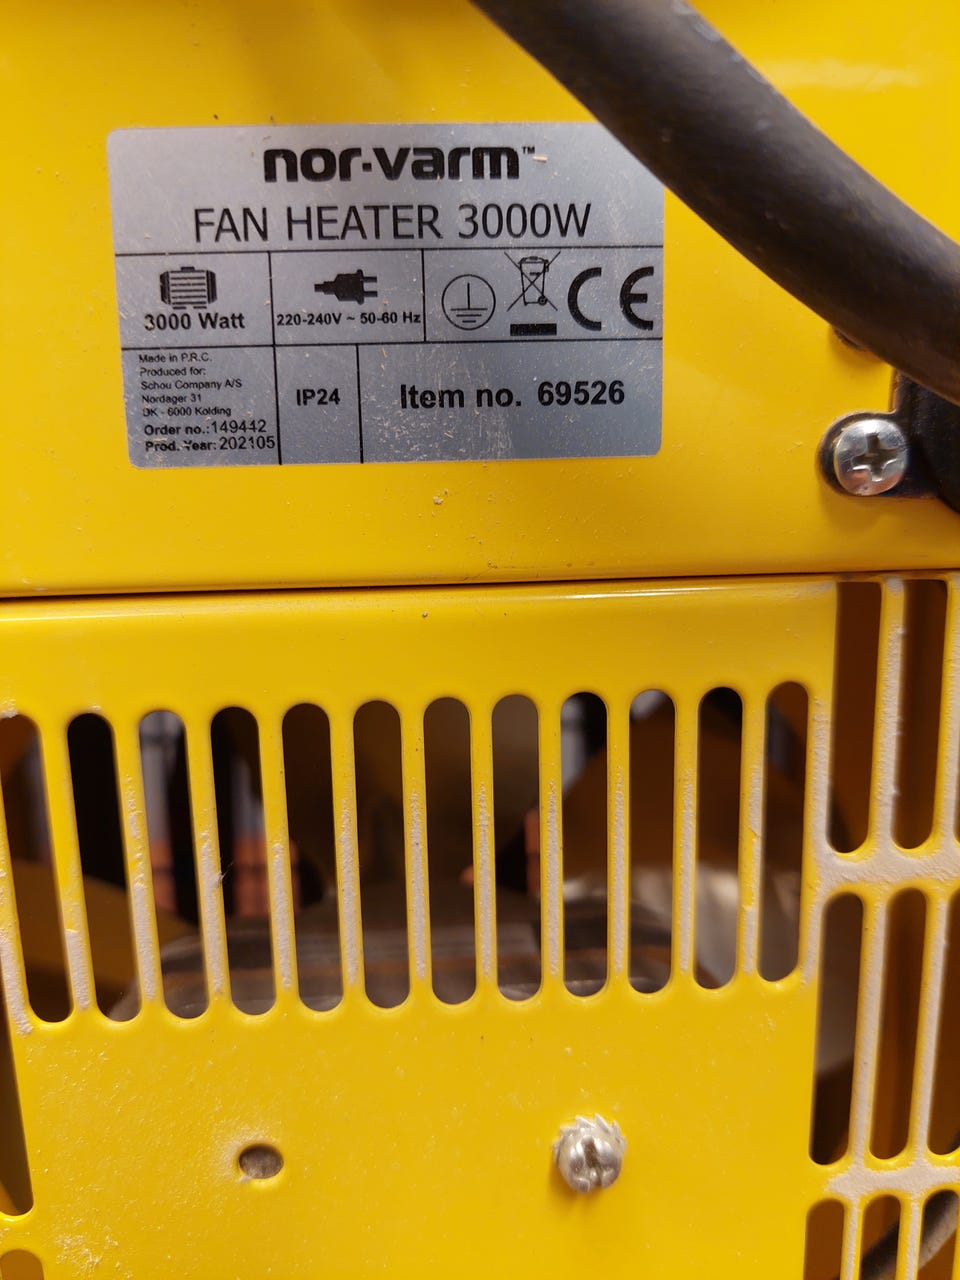 nor-varm™
FAN HEATER 3000W
3000 Watt
220-240V ~ 50-60 Hz
CE
Made in P.R.C.
Produced for:
Schou Company A/S
Nordager 31
DK - 6000 Kolding
Order no.:149442
Prod. Year: 202105
IP24
Item no. 69526